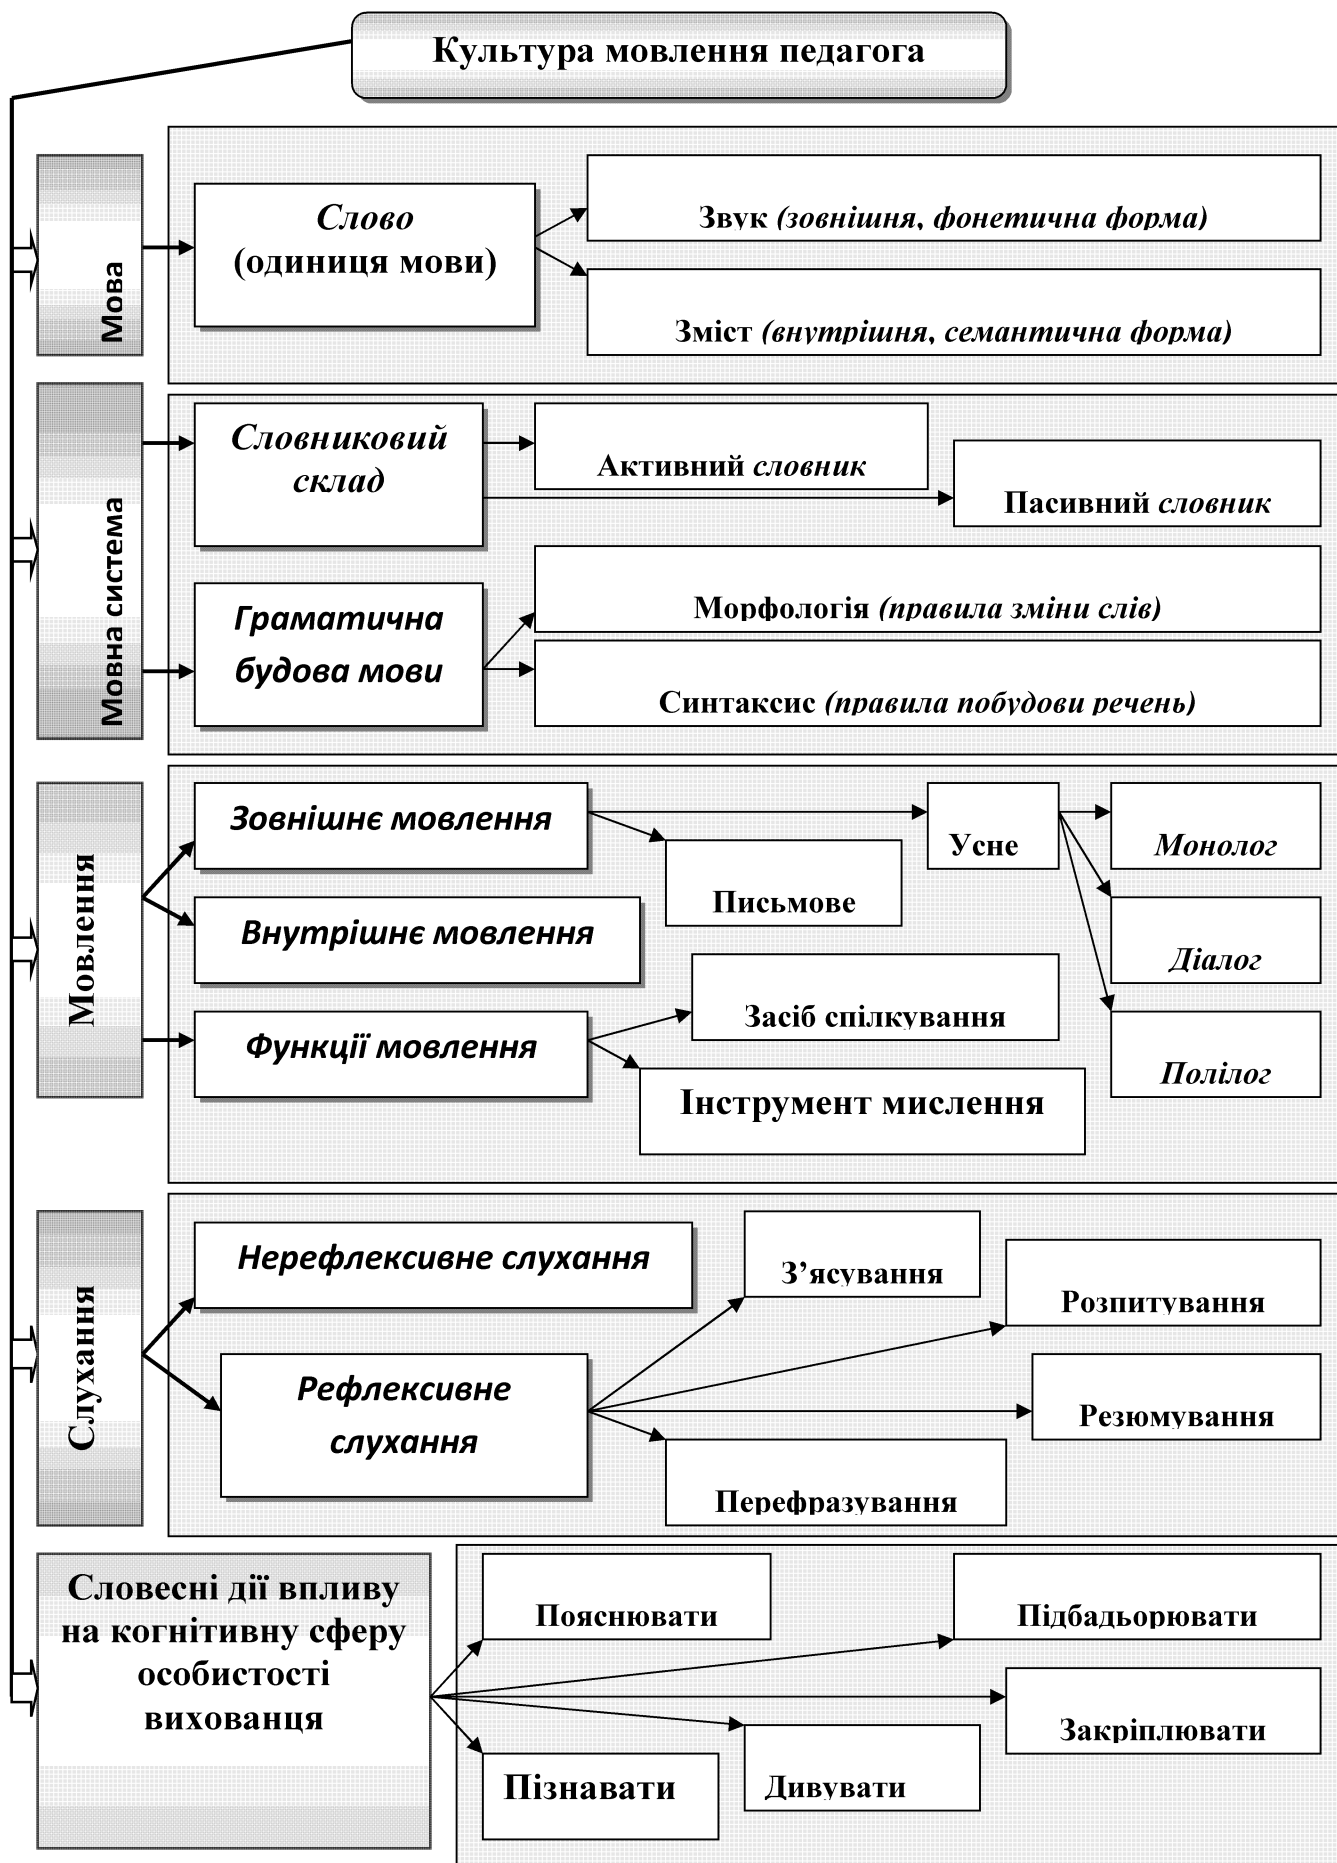 Культура мовлення педагога
Мова
Слово
(одиниця мови)
Звук (зовнішня, фонетична форма)
Зміст (внутрішня, семантична форма)
Мовна система
Словниковий
склад
Активний словник
Пасивний словник
Граматична
будова мови
Морфологія (правила зміни слів)
Синтаксис (правила побудови речень)
Мовлення
Зовнішнє мовлення
Усне
Монолог
Письмове
Внутрішнє мовлення
Діалог
Засіб спілкування
Функції мовлення
Полілог
Інструмент мислення
Слухання
Нерефлексивне слухання
З’ясування
Розпитування
Рефлексивне
слухання
Резюмування
Перефразування
Словесні дії впливу
на когнітивну сферу
особистості
вихованця
Пояснювати
Підбадьорювати
Закріплювати
Пізнавати
Дивувати